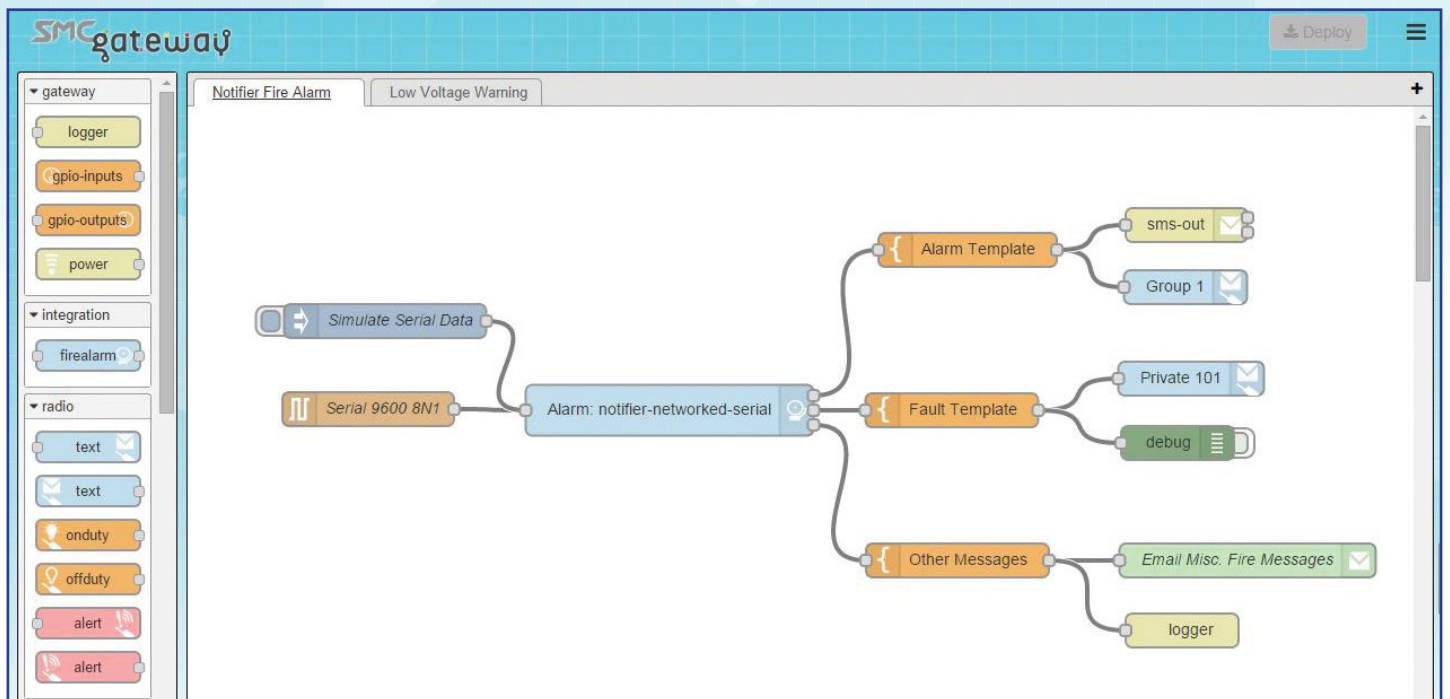 SMCgateway
Deploy
gateway
logger
gpio-inputs
gpio-outputs
power
integration
firealarm
radio
text
text
onduty
offduty
alert
alert
Notifier Fire Alarm
Low Voltage Warning
+
Simulate Serial Data
Serial 9600 8N1
Alarm: notifier-networked-serial
Alarm Template
sms-out
Group 1
Fault Template
Private 101
debug
Other Messages
Email Misc. Fire Messages
logger